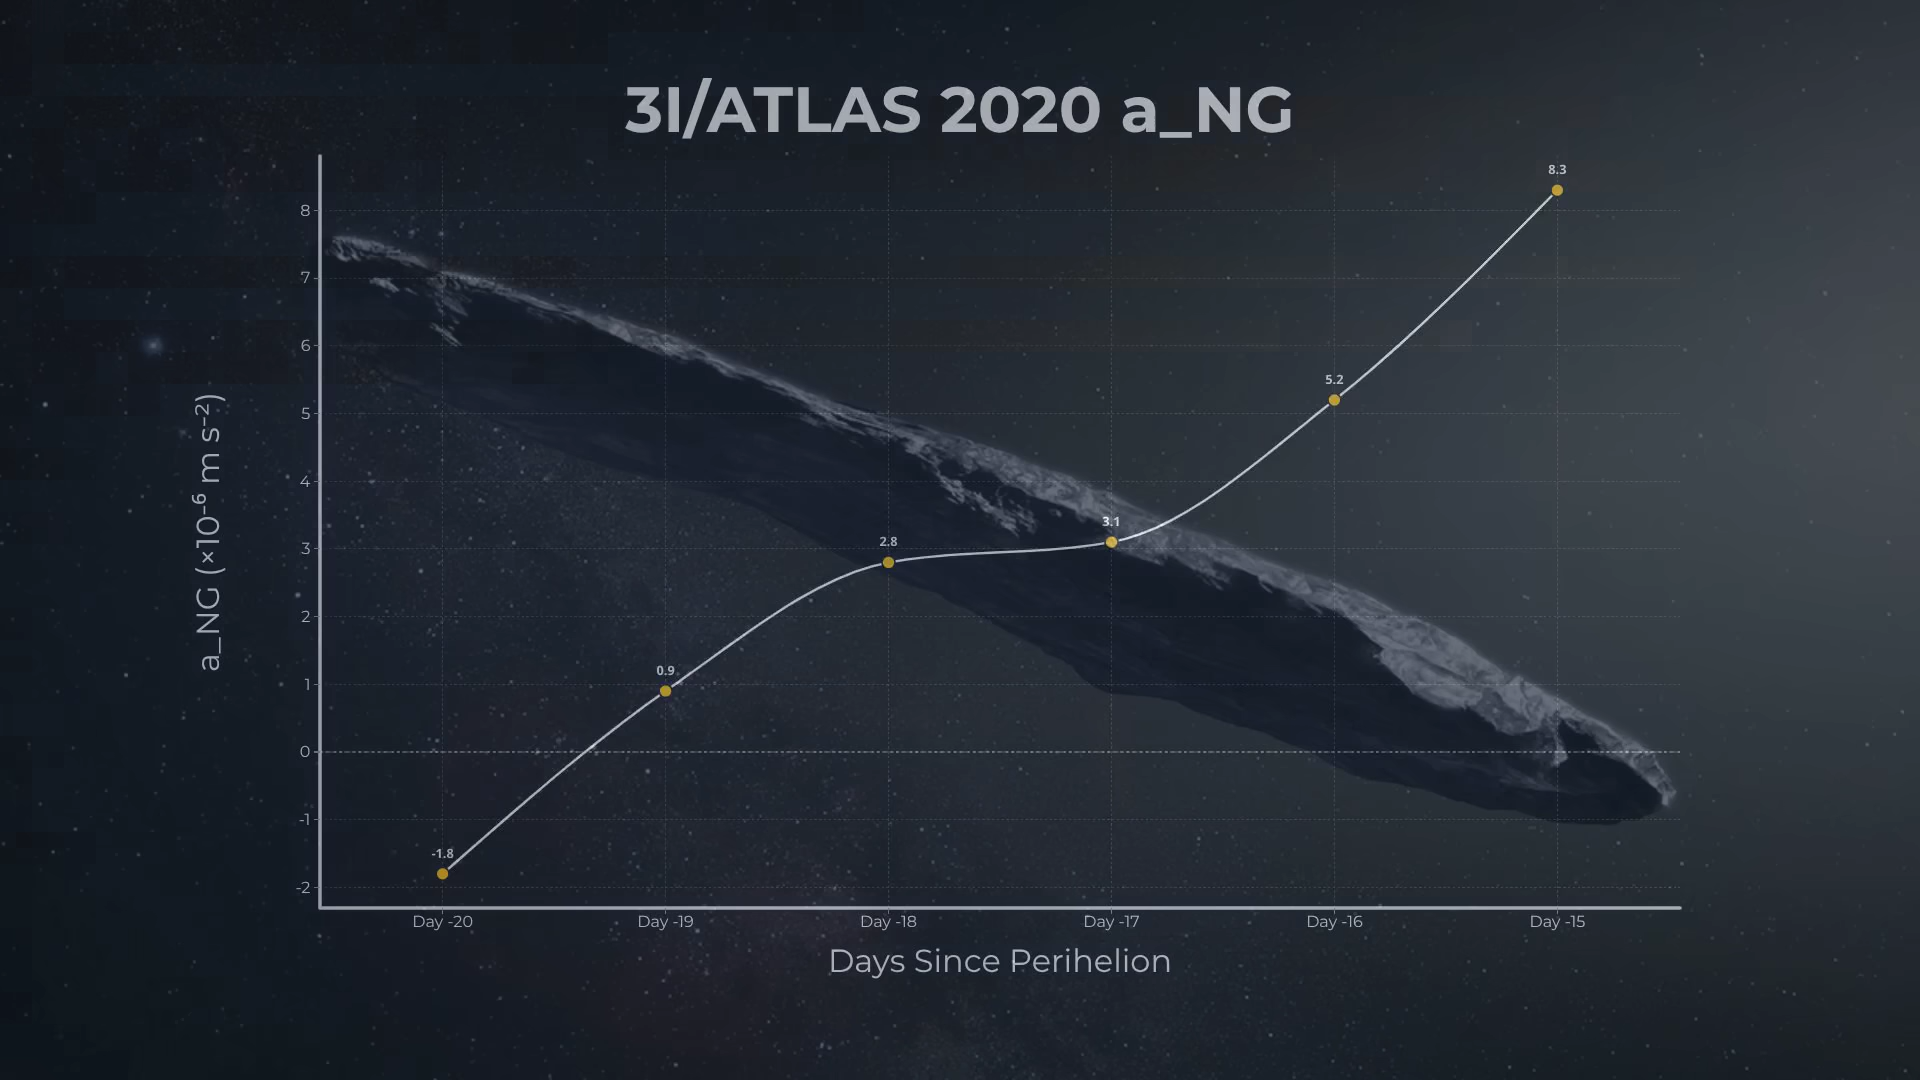 3I/ATLAS 2020 a_NG
a_NG (×10⁻⁶ m s⁻²)
8
7
6
5
4
3
2
1
0
-1
-2
-1.8
0.9
2.8
3.1
5.2
8.3
Day -20
Day -19
Day -18
Day -17
Day -16
Day -15
Days Since Perihelion